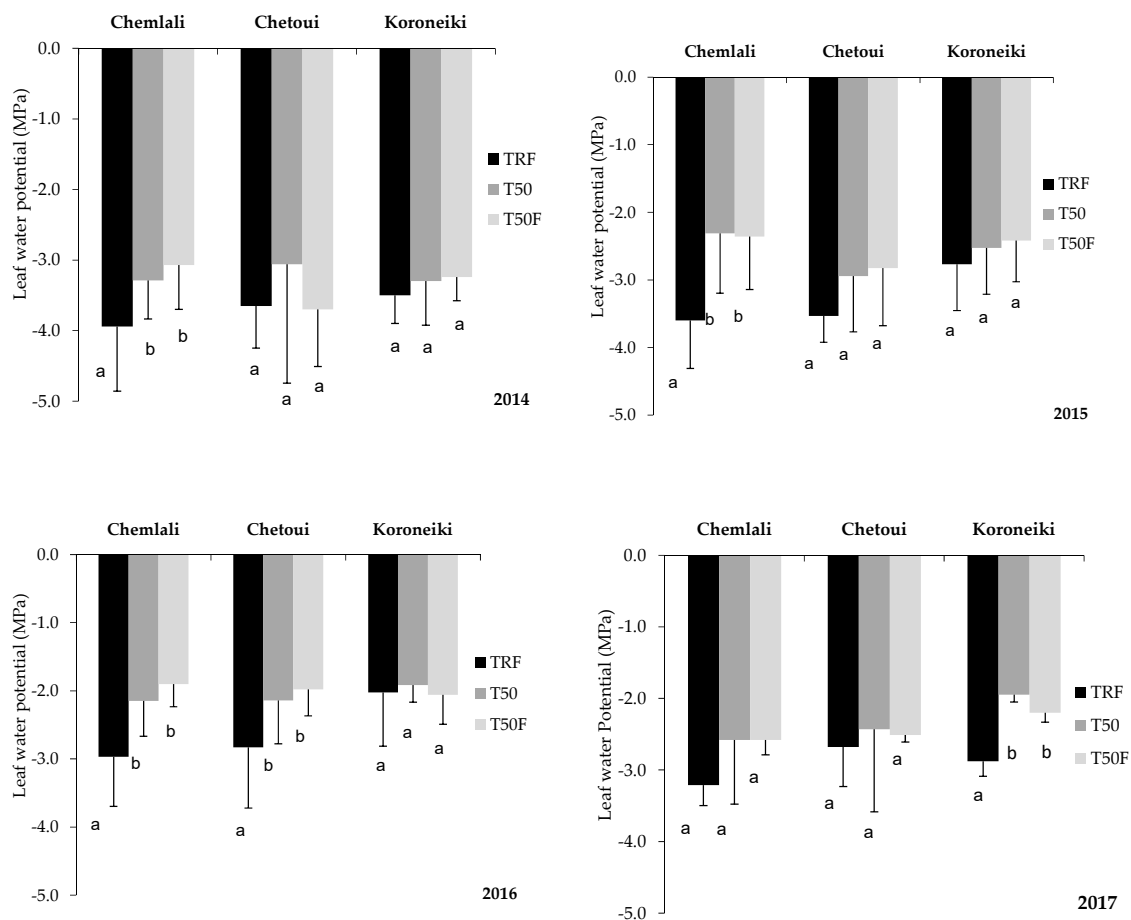 Chemlali Chetoui Koroneiki
0.0
-1.0
-2.0
-3.0
-4.0
-5.0
Leaf water potential (MPa)
TRF
T50
T50F
a b b a a a a a a
2014
Chemlali Chetoui Koroneiki
0.0
-1.0
-2.0
-3.0
-4.0
-5.0
Leaf water potential (MPa)
TRF
T50
T50F
a b b a a a a a a
2015
Chemlali Chetoui Koroneiki
0.0
-1.0
-2.0
-3.0
-4.0
-5.0
Leaf water potential (MPa)
TRF
T50
T50F
a b b a b b a a a
2016
Chemlali Chetoui Koroneiki
0.0
-1.0
-2.0
-3.0
-4.0
-5.0
Leaf water Potential (MPa)
TRF
T50
T50F
a a a a a a a b b
2017